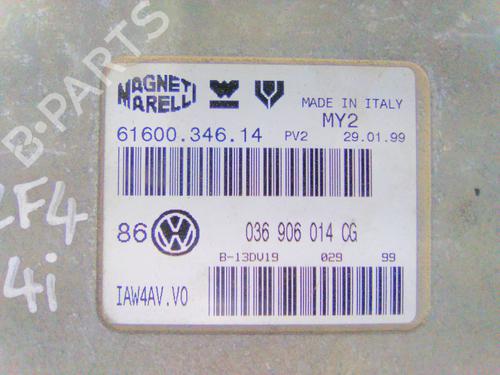 B-PARTS
MAGNETI
MARELLI
MADE IN ITALY
61600.346.14 PV2 MY2
29.01.99
86 VW 036 906 014 CG
B-13DV19 029 99
IAW4AV.V0
4i